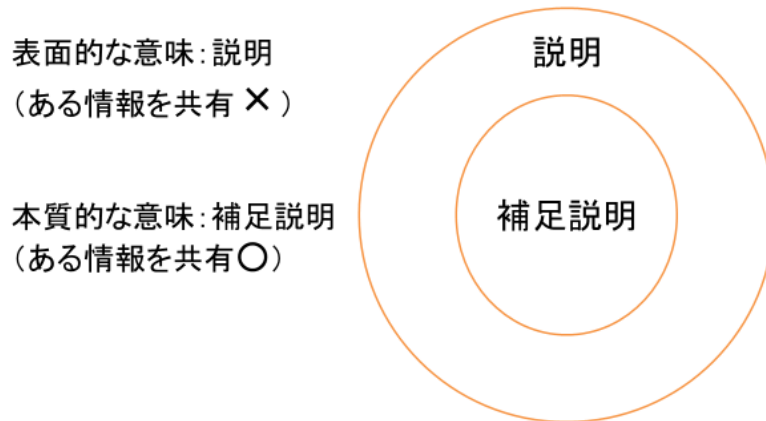 表面的な意味：説明
（ある情報を共有 ✕ ）
本質的な意味：補足説明
（ある情報を共有〇）
説明
補足説明